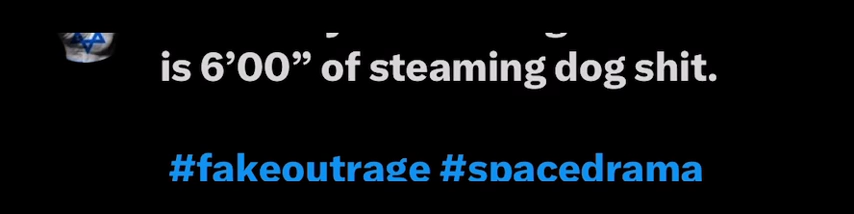 is 6’00” of steaming dog shit.
#fakeoutrage #spacedrama